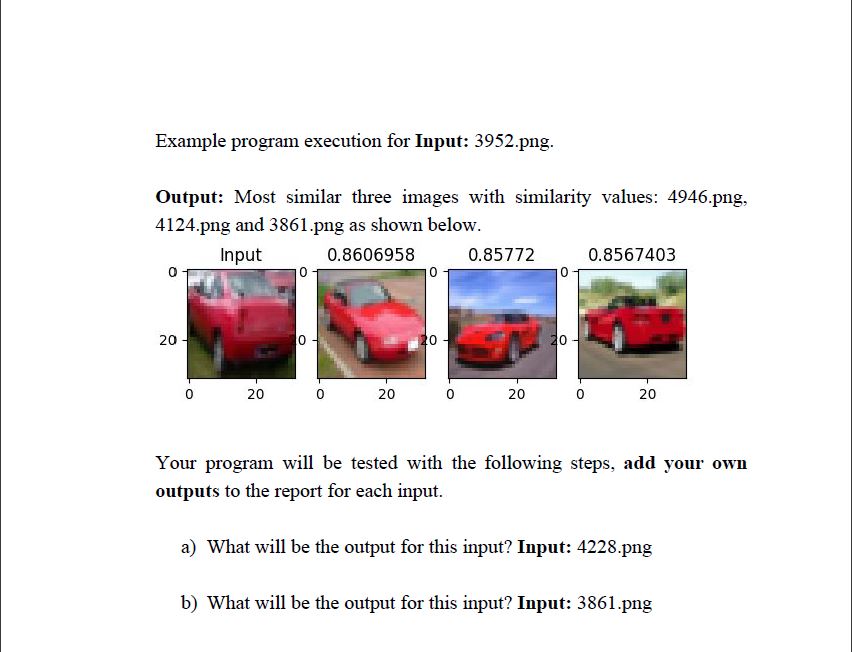 Example program execution for Input: 3952.png.
Output: Most similar three images with similarity values: 4946.png,
4124.png and 3861.png as shown below.
Input 0.8606958 0.85772 0.8567403
0 0 0 0
20 0 20 20
0 20 0 20 0 20 0 20
Your program will be tested with the following steps, add your own
outputs to the report for each input.
a) What will be the output for this input? Input: 4228.png
b) What will be the output for this input? Input: 3861.png